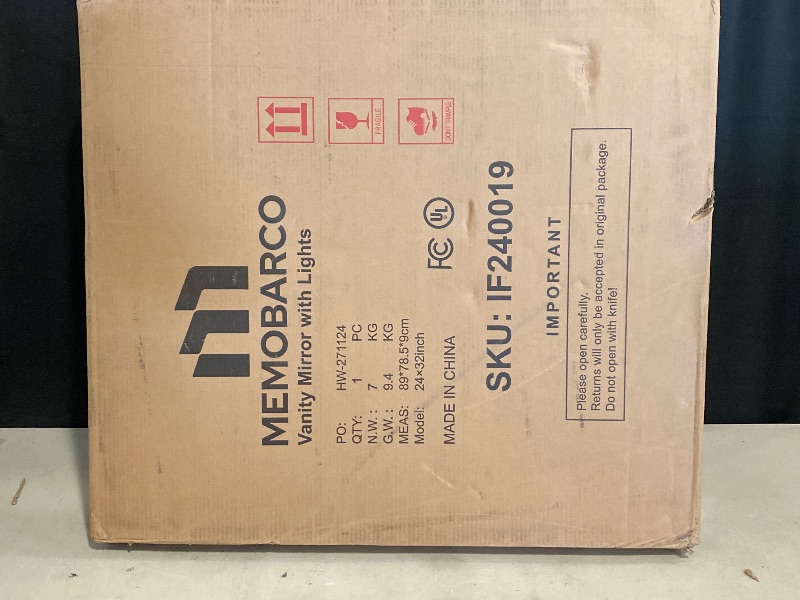 MEMOBARCO
Vanity Mirror with Lights
PO: HW-271124
QTY: 1 PC
N.W.: 7 KG
G.W.: 9.4 KG
MEAS: 89*78.5*9cm
Model: 24×32inch
MADE IN CHINA
FC
UL
FRAGILE
DON'T TRAMPLE
SKU: IF240019
IMPORTANT
Please open carefully.
Returns will only be accepted in original package.
Do not open with knife!